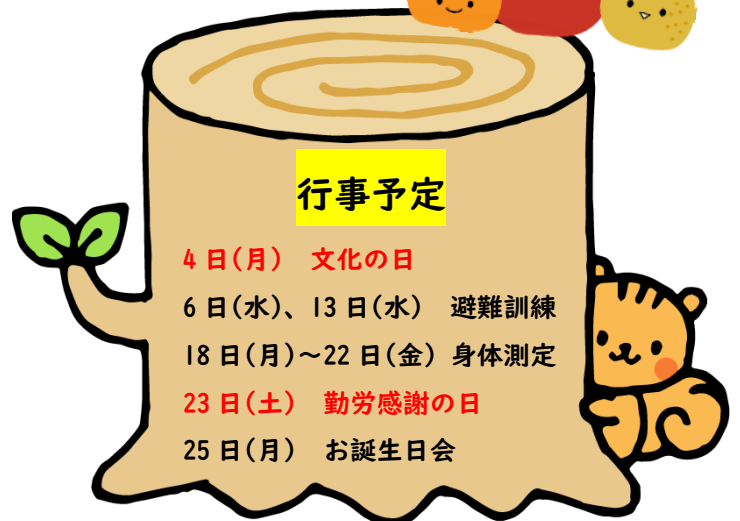 行事予定
4日(月) 文化の日
6日(水)、13日(水) 避難訓練
18日(月)～22日(金) 身体測定
23日(土) 勤労感謝の日
25日(月) お誕生日会